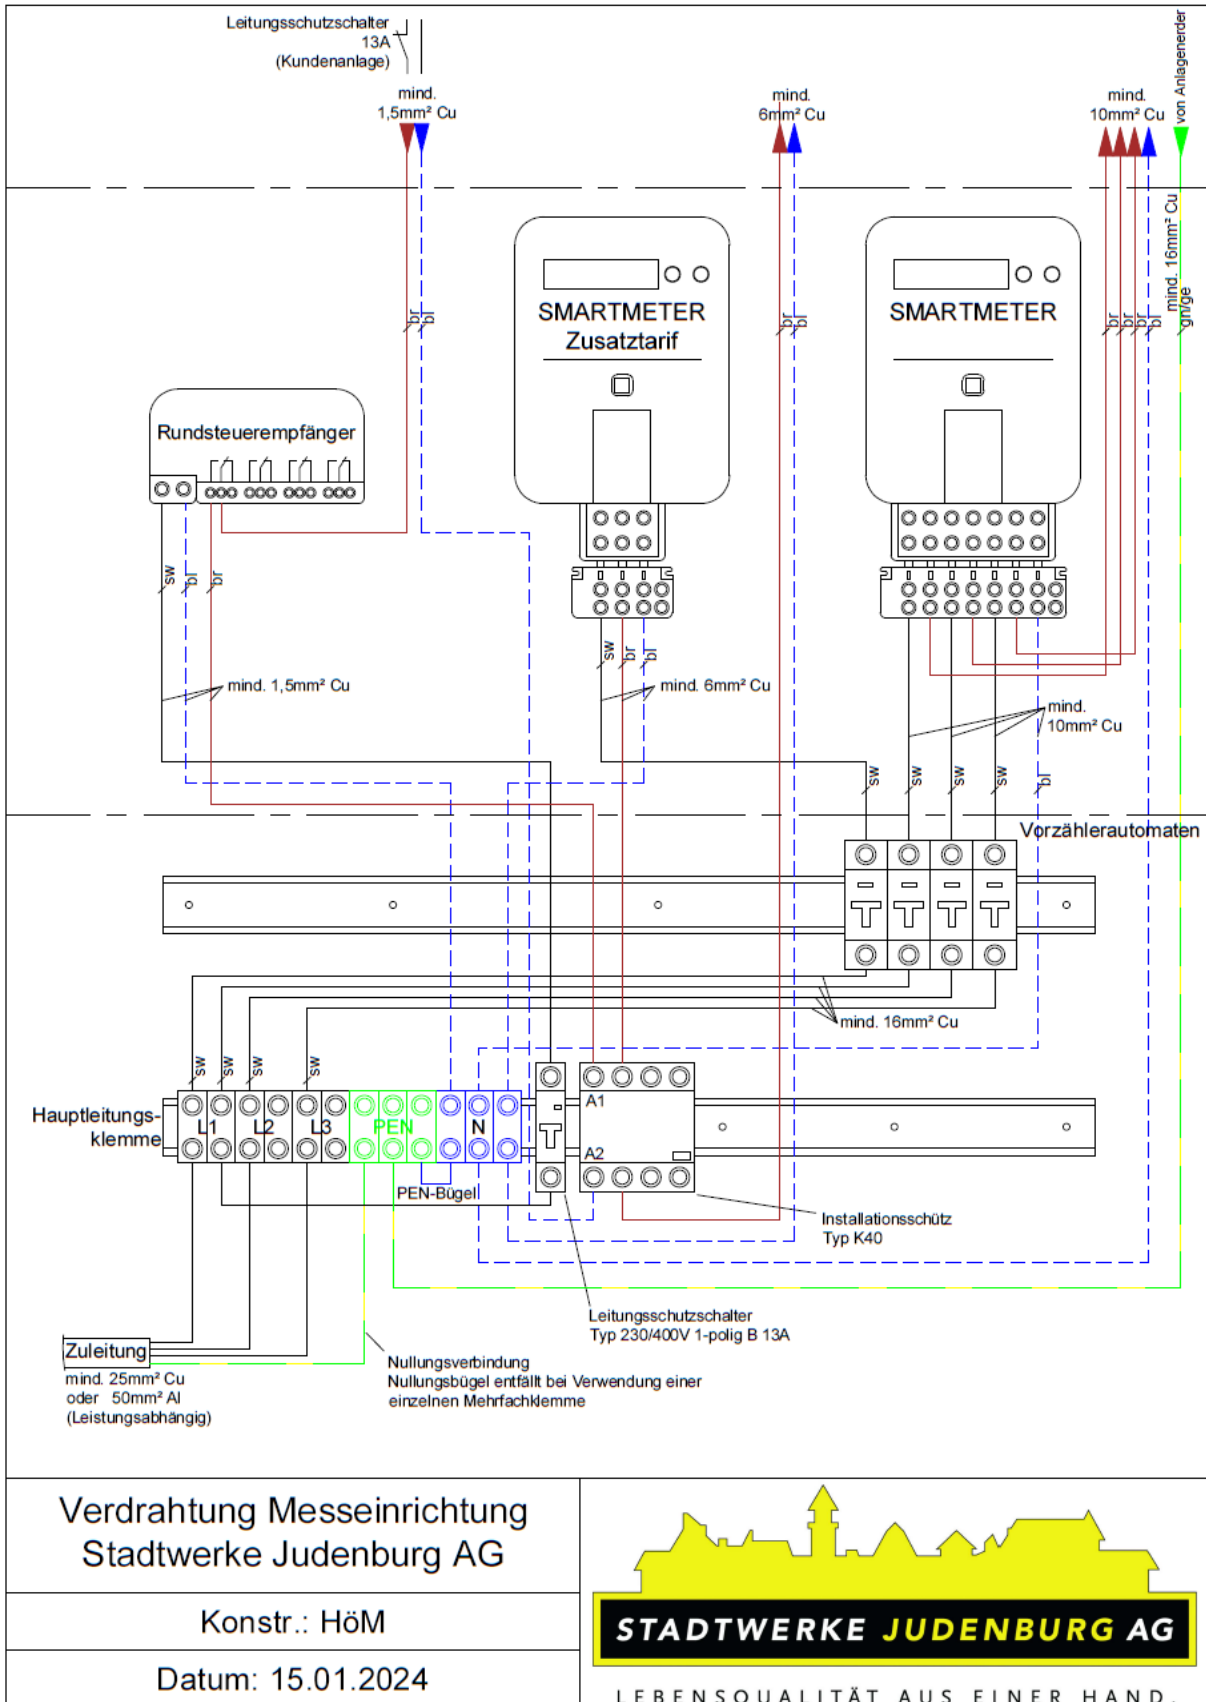 Leitungsschutzschalter
13A
(Kundenanlage)
mind.
1,5mm² Cu
mind.
6mm² Cu
mind.
10mm² Cu
von Anlagenerder
mind. 16mm² Cu
gn/ge
br
bl
br
bl
br
br
br
bl
SMARTMETER
Zusatztarif
SMARTMETER
Rundsteuerempfänger
sw
bl
br
sw
br
bl
mind. 1,5mm² Cu
mind. 6mm² Cu
mind.
10mm² Cu
sw
sw
sw
sw
bl
Vorzählerautomaten
mind. 16mm² Cu
sw
sw
sw
sw
Hauptleitungs-
klemme
L1
L2
L3
PEN
N
A1
A2
PEN-Bügel
Installationsschütz
Typ K40
Leitungsschutzschalter
Typ 230/400V 1-polig B 13A
Zuleitung
mind. 25mm² Cu
oder 50mm² Al
(Leistungsabhängig)
Nullungsverbindung
Nullungsbügel entfällt bei Verwendung einer
einzelnen Mehrfachklemme
Verdrahtung Messeinrichtung
Stadtwerke Judenburg AG
Konstr.: HöM
Datum: 15.01.2024
STADTWERKE JUDENBURG AG
LEBENSQUALITÄT AUS EINER HAND.